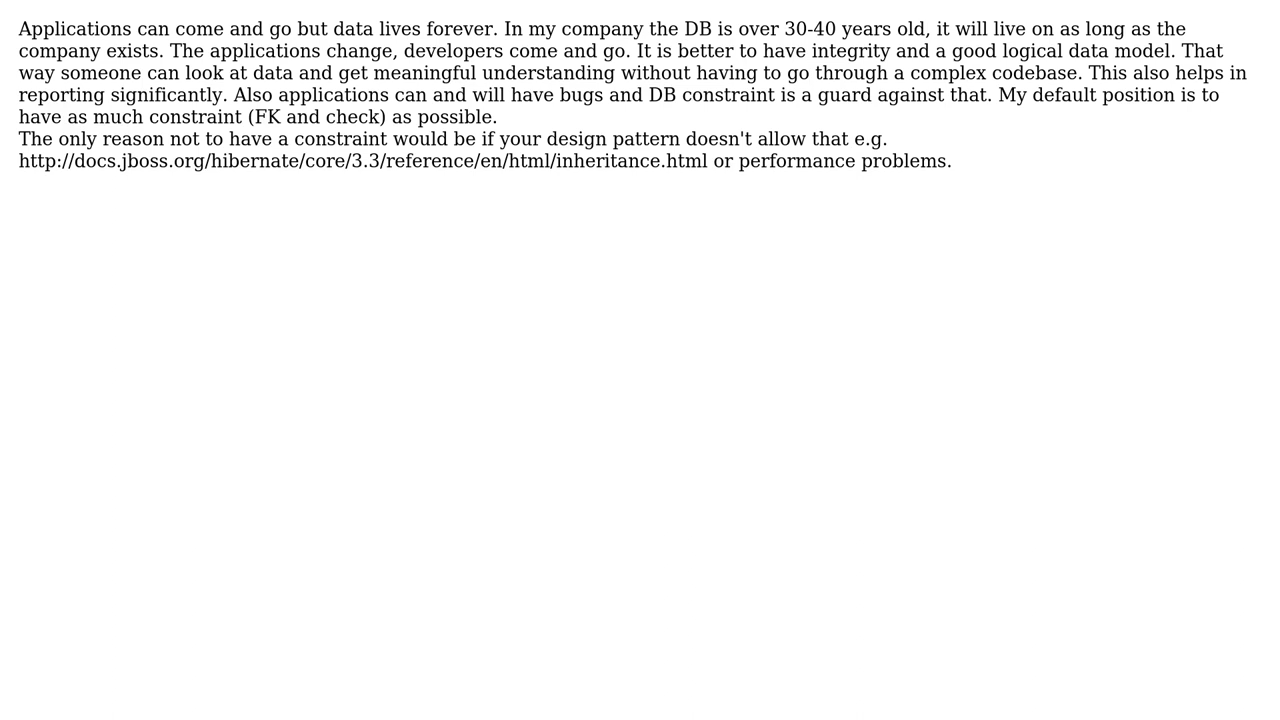 Applications can come and go but data lives forever. In my company the DB is over 30-40 years old, it will live on as long as the
company exists. The applications change, developers come and go. It is better to have integrity and a good logical data model. That
way someone can look at data and get meaningful understanding without having to go through a complex codebase. This also helps in
reporting significantly. Also applications can and will have bugs and DB constraint is a guard against that. My default position is to
have as much constraint (FK and check) as possible.
The only reason not to have a constraint would be if your design pattern doesn't allow that e.g.
http://docs.jboss.org/hibernate/core/3.3/reference/en/html/inheritance.html or performance problems.